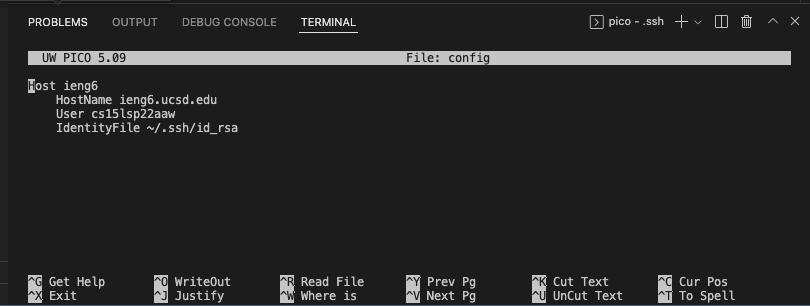 PROBLEMS OUTPUT DEBUG CONSOLE TERMINAL pico - .ssh
UW PICO 5.09 File: config
Host ieng6
HostName ieng6.ucsd.edu
User cs15lsp22aaw
IdentityFile ~/.ssh/id_rsa
^G Get Help ^O WriteOut ^R Read File ^Y Prev Pg ^K Cut Text ^C Cur Pos
^X Exit ^J Justify ^W Where is ^V Next Pg ^U UnCut Text ^T To Spell